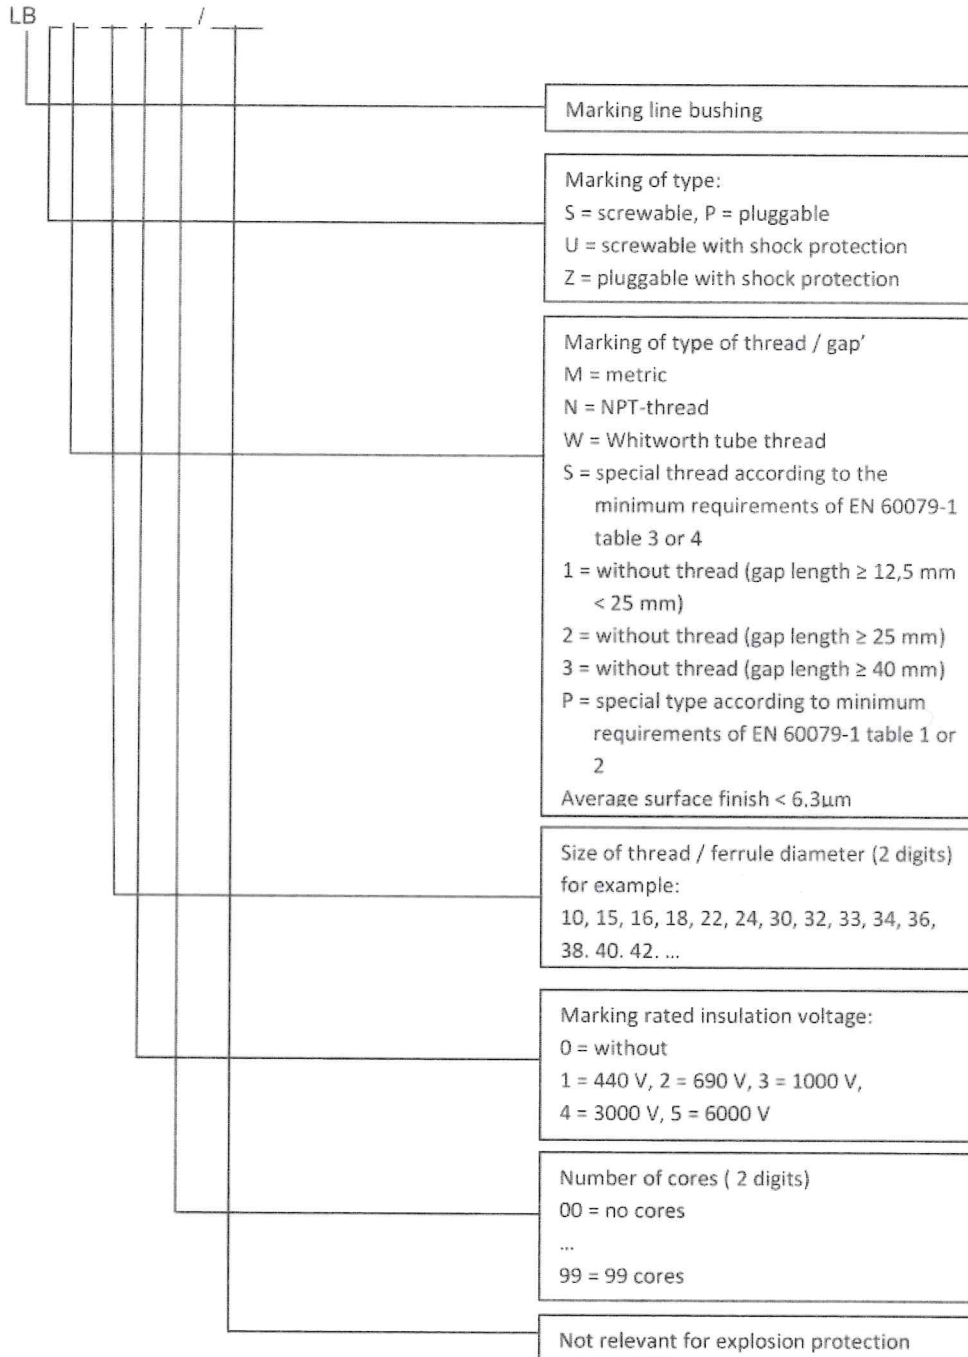 LB _ _ _ _ _ / __
Marking line bushing
Marking of type:
S = screwable, P = pluggable
U = screwable with shock protection
Z = pluggable with shock protection
Marking of type of thread / gap’
M = metric
N = NPT-thread
W = Whitworth tube thread
S = special thread according to the
minimum requirements of EN 60079-1
table 3 or 4
1 = without thread (gap length ≥ 12,5 mm
< 25 mm)
2 = without thread (gap length ≥ 25 mm)
3 = without thread (gap length ≥ 40 mm)
P = special type according to minimum
requirements of EN 60079-1 table 1 or
2
Average surface finish < 6.3µm
Size of thread / ferrule diameter (2 digits)
for example:
10, 15, 16, 18, 22, 24, 30, 32, 33, 34, 36,
38. 40. 42. ...
Marking rated insulation voltage:
0 = without
1 = 440 V, 2 = 690 V, 3 = 1000 V,
4 = 3000 V, 5 = 6000 V
Number of cores ( 2 digits)
00 = no cores
...
99 = 99 cores
Not relevant for explosion protection